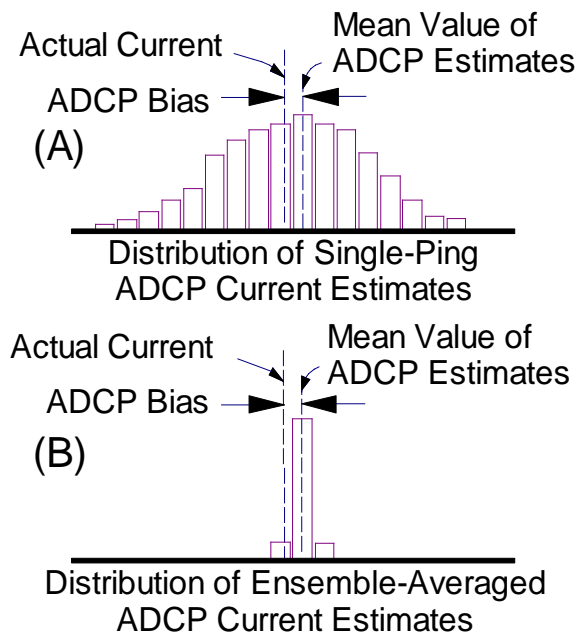 Actual Current
Mean Value of
ADCP Estimates
ADCP Bias
(A)
Distribution of Single-Ping
ADCP Current Estimates
Actual Current
Mean Value of
ADCP Estimates
ADCP Bias
(B)
Distribution of Ensemble-Averaged
ADCP Current Estimates